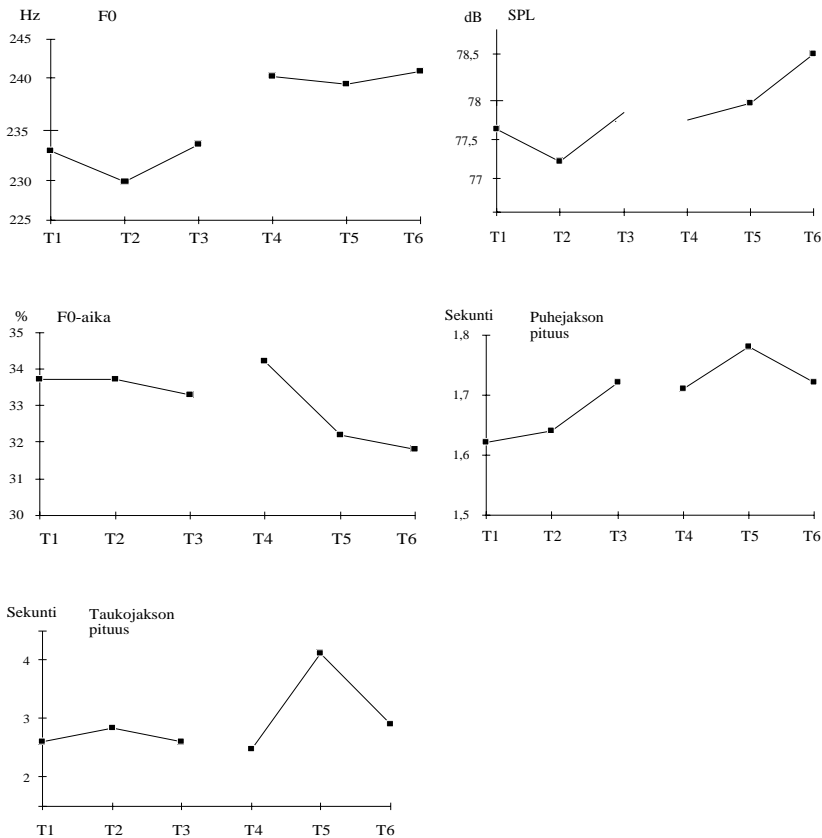 Hz F0
245
240
235
230
225
T1 T2 T3 T4 T5 T6
dB SPL
78,5
78
77,5
77
T1 T2 T3 T4 T5 T6
% F0-aika
35
34
33
32
31
30
T1 T2 T3 T4 T5 T6
Sekunti Puhejakson
pituus
1,8
1,7
1,6
1,5
T1 T2 T3 T4 T5 T6
Sekunti Taukojakson
pituus
4
3
2
T1 T2 T3 T4 T5 T6